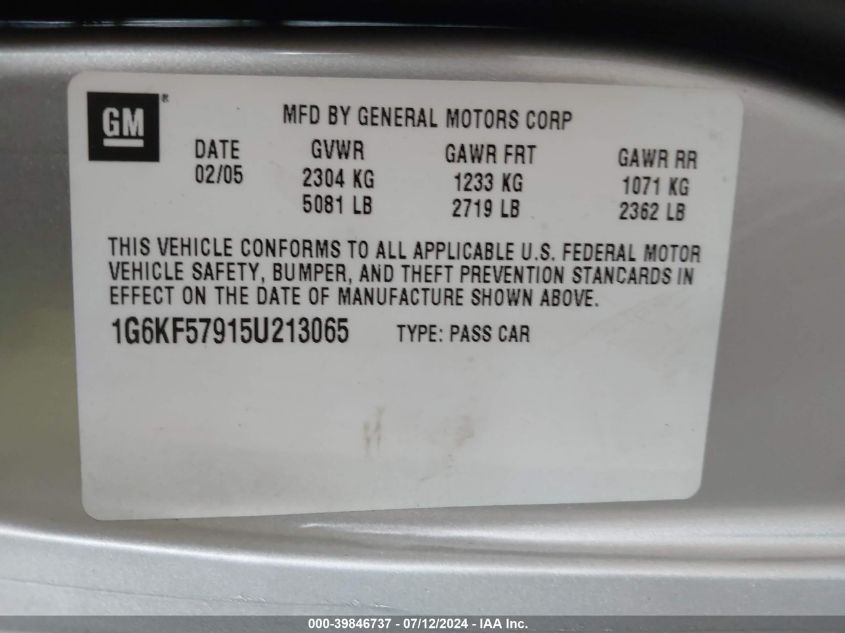 GM®
MFD BY GENERAL MOTORS CORP
DATE GVWR GAWR FRT GAWR RR
02/05 2304 KG 1233 KG 1071 KG
5081 LB 2719 LB 2362 LB
THIS VEHICLE CONFORMS TO ALL APPLICABLE U.S. FEDERAL MOTOR
VEHICLE SAFETY, BUMPER, AND THEFT PREVENTION STANCARDS IN
EFFECT ON THE DATE OF MANUFACTURE SHOWN ABOVE.
1G6KF57915U213065 TYPE: PASS CAR
000-39846737 - 07/12/2024 - IAA Inc.